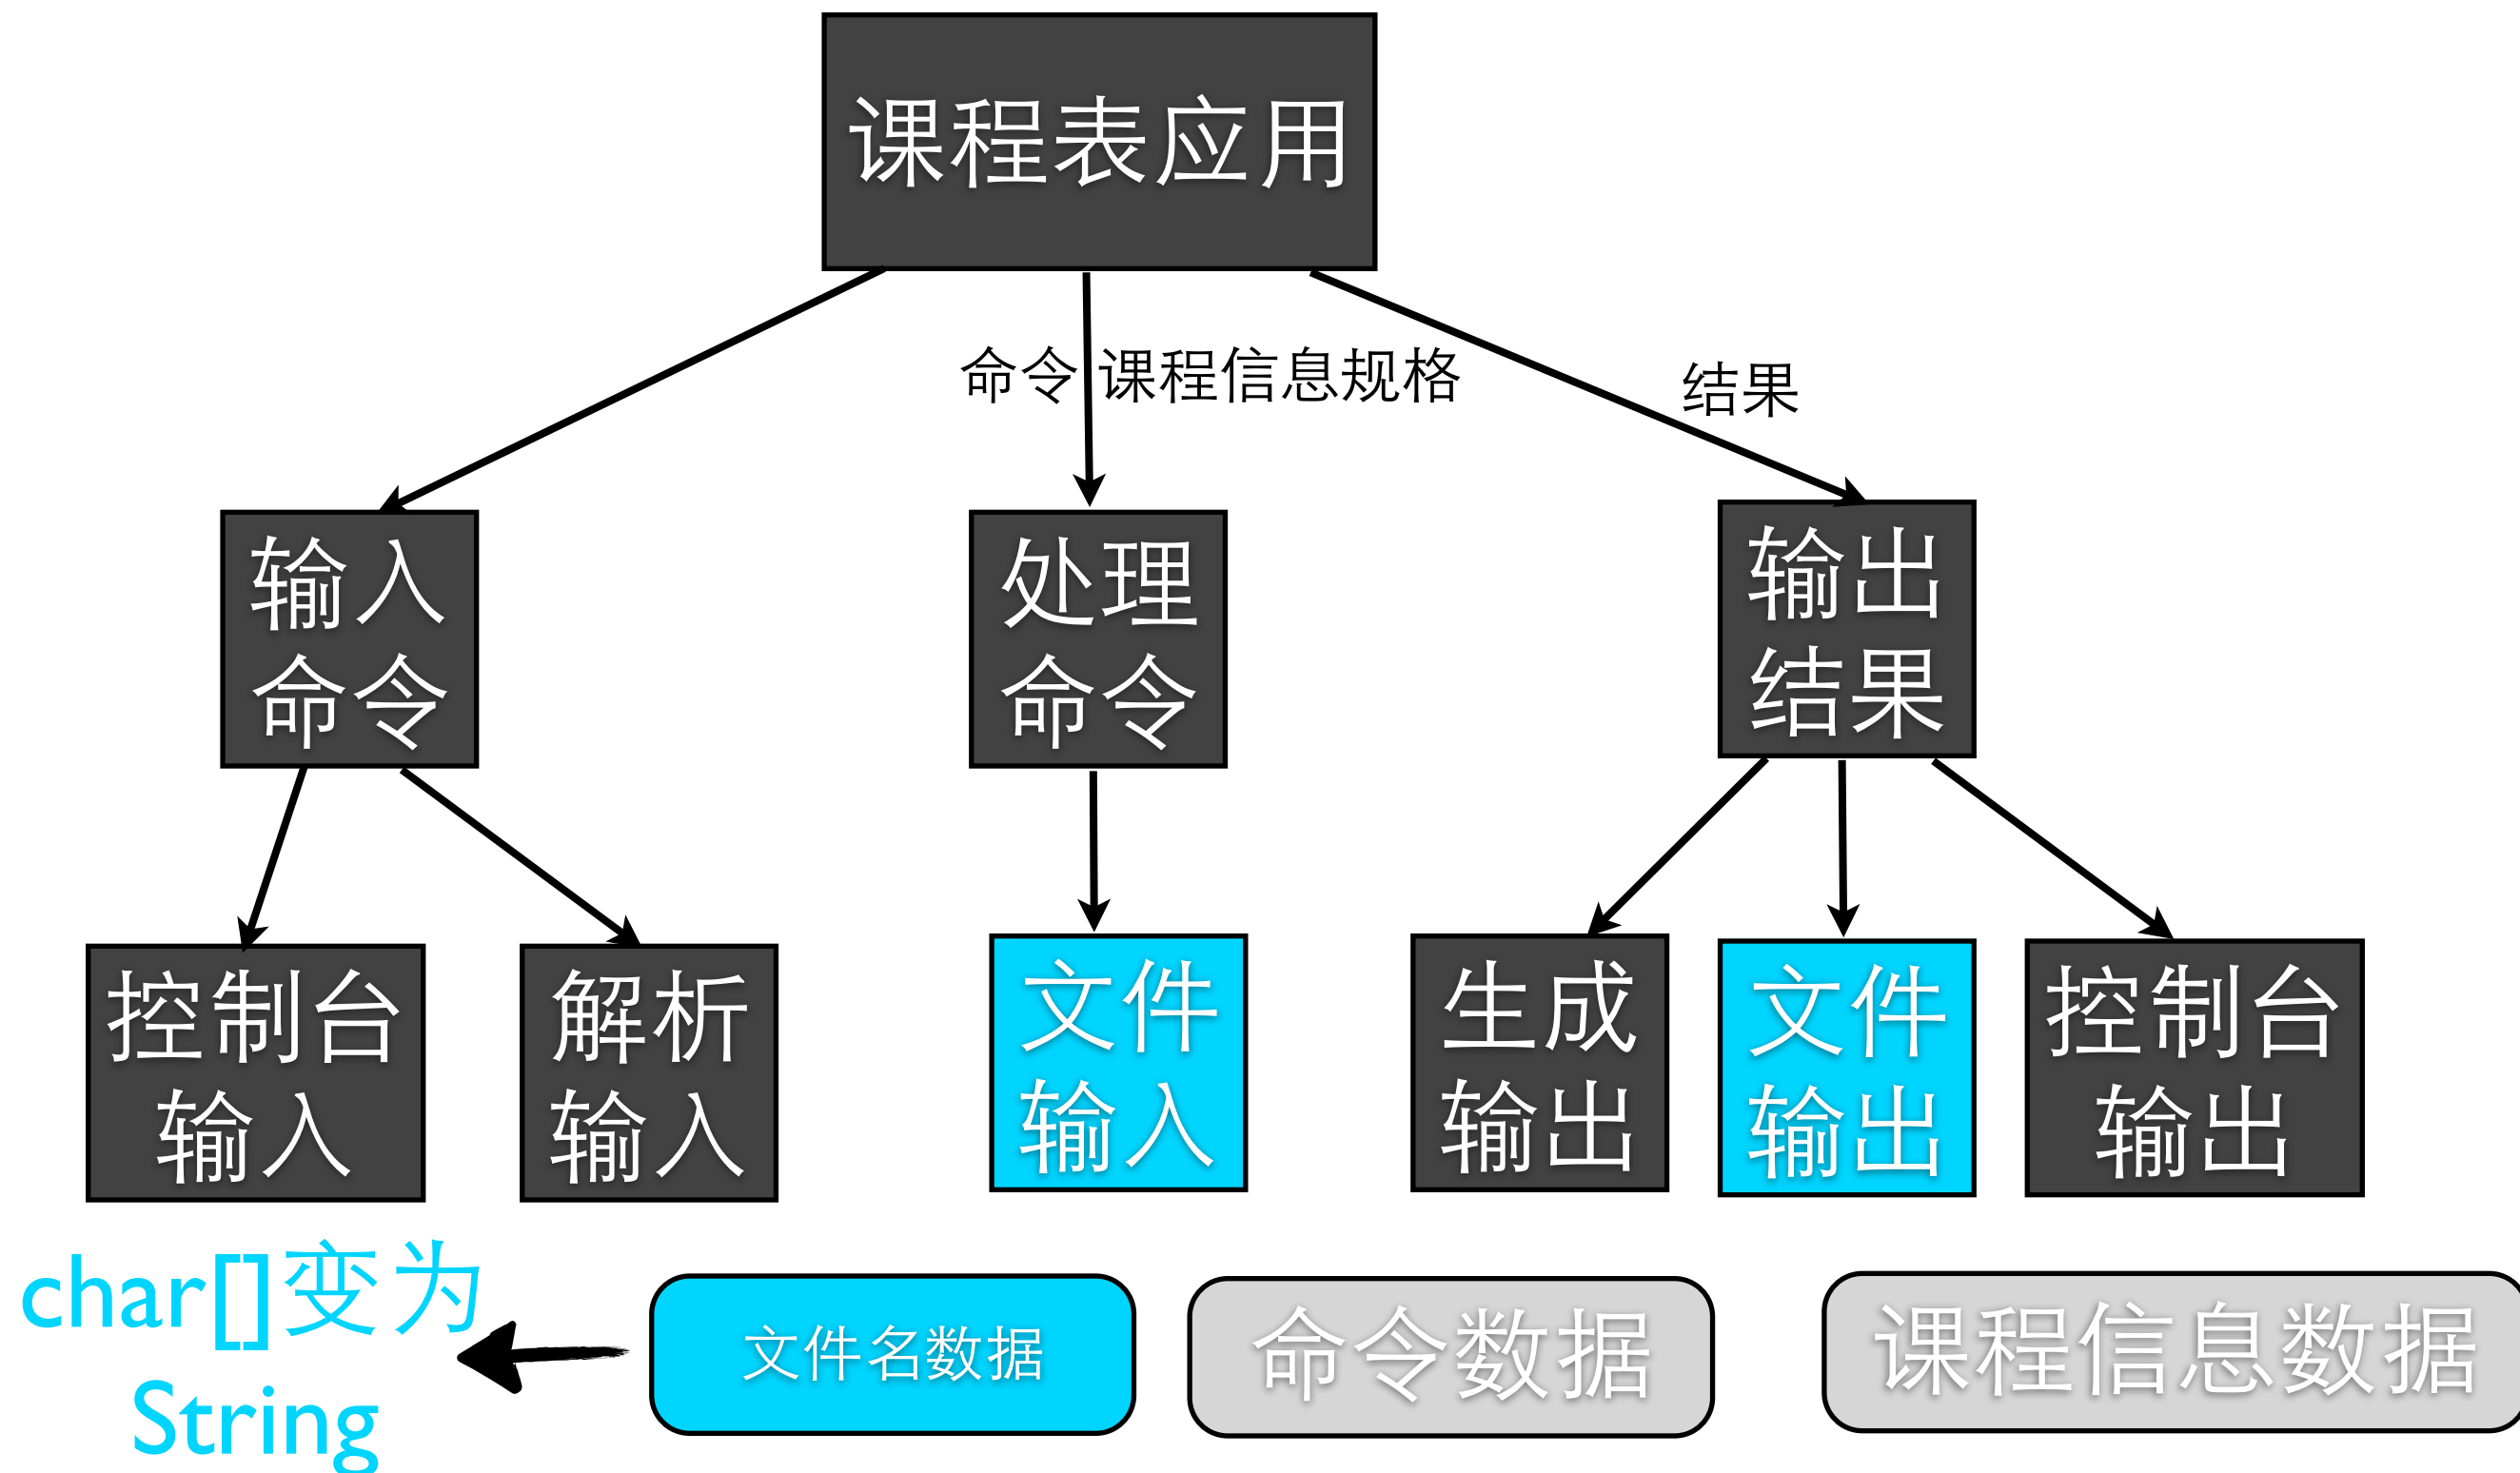 课程表应用
命令 课程信息规格
结果
输入
命令
处理
命令
输出
结果
控制台
输入
解析
输入
文件
输入
生成
输出
文件
输出
控制台
输出
char[]变为
String
文件名数据
命令数据
课程信息数据